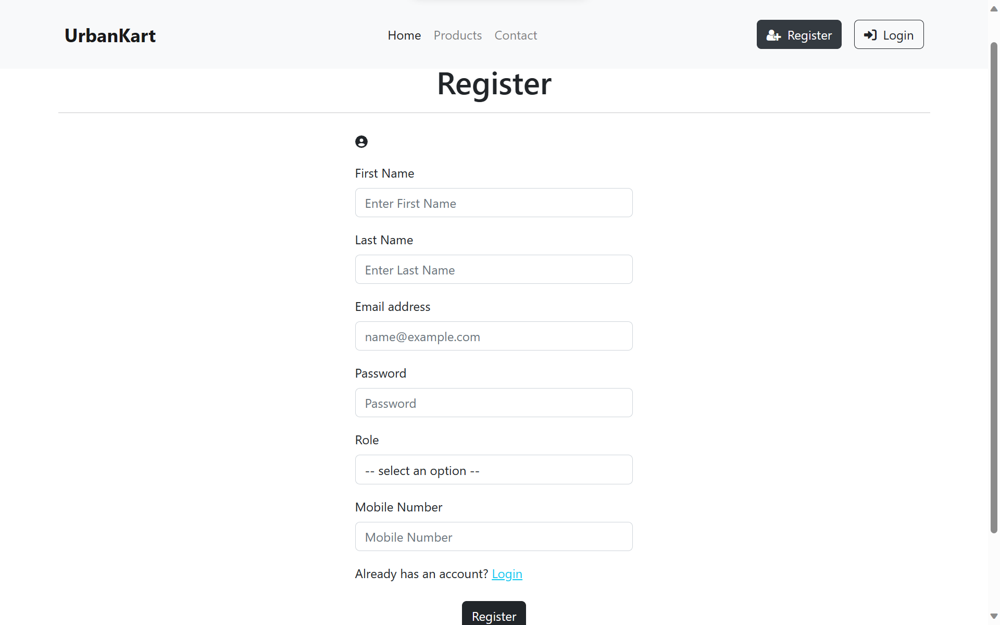 UrbanKart
Home Products Contact
Register
Login
Register
First Name
Enter First Name
Last Name
Enter Last Name
Email address
name@example.com
Password
Password
Role
-- select an option --
Mobile Number
Mobile Number
Already has an account? Login
Register